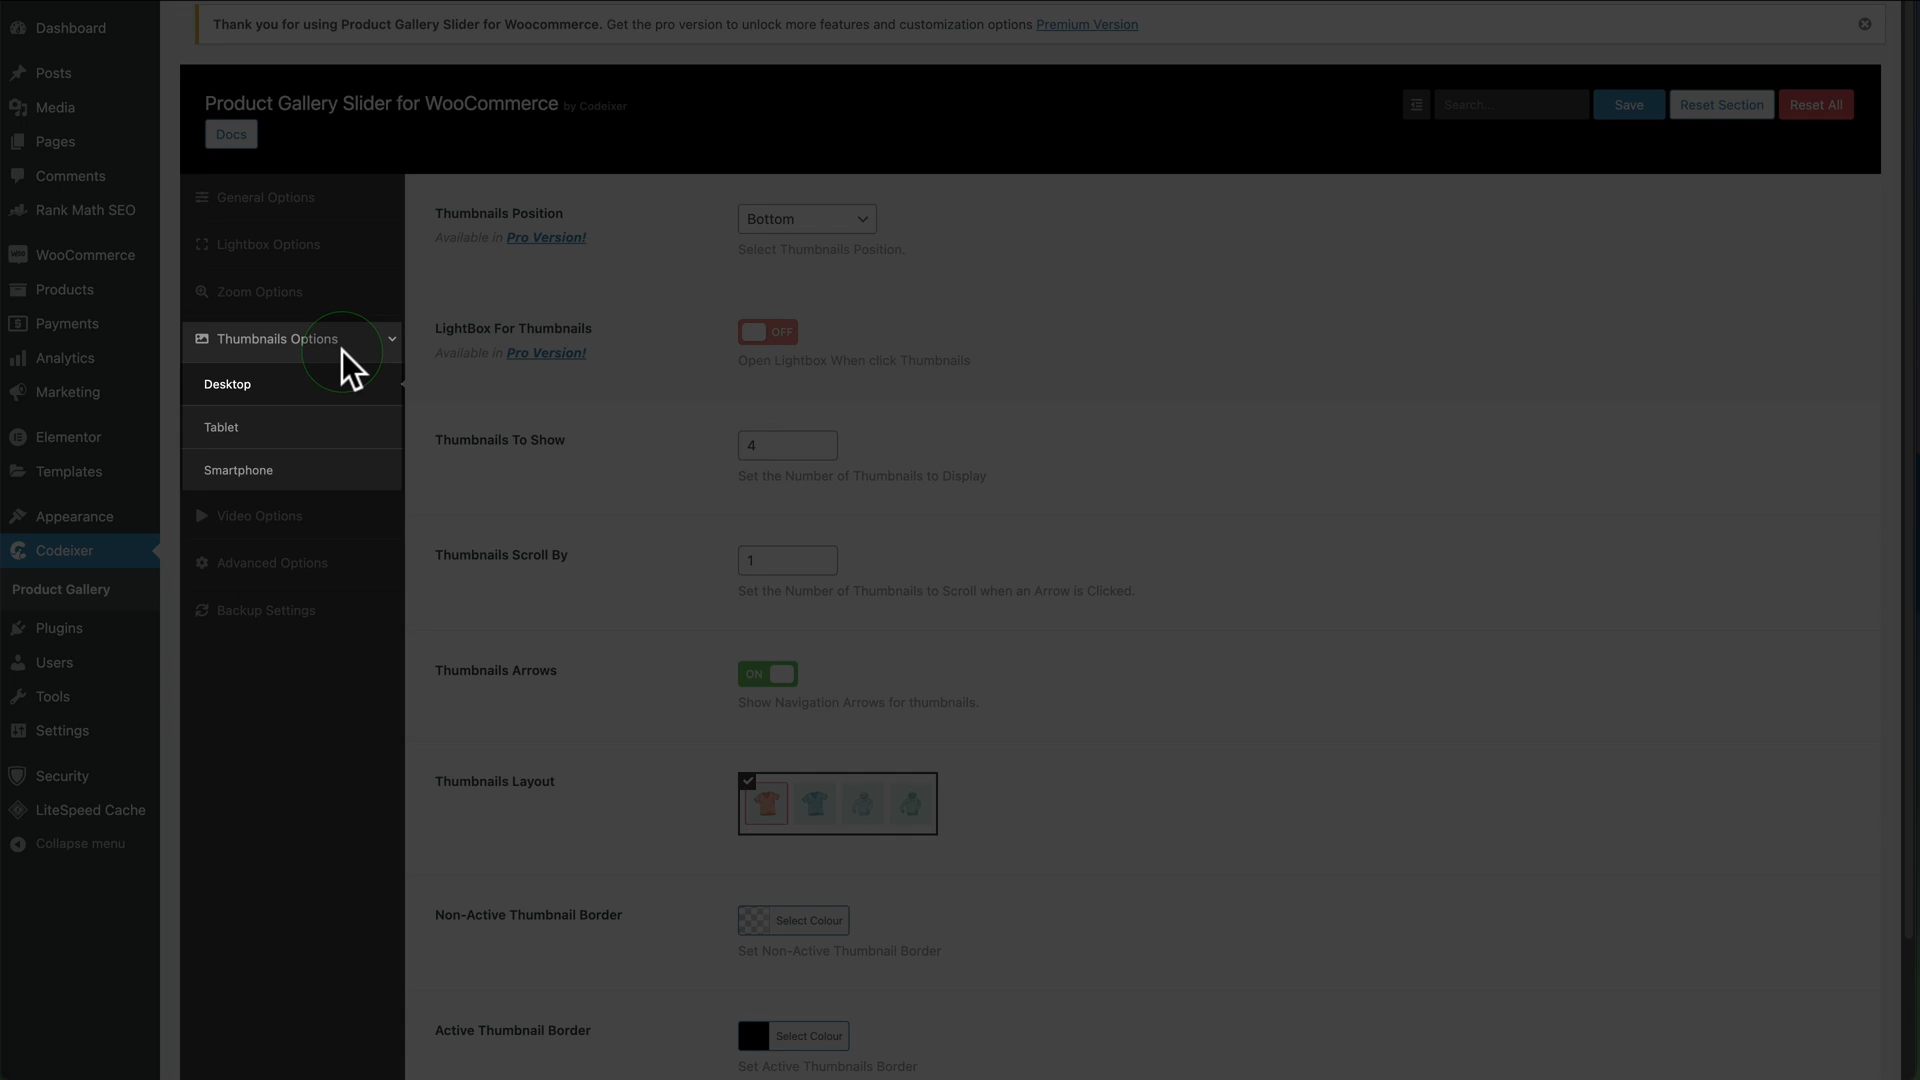 Dashboard
Posts
Media
Pages
Comments
Rank Math SEO
WooCommerce
Products
Payments
Analytics
Marketing
Elementor
Templates
Appearance
Codeixer
Product Gallery
Plugins
Users
Tools
Settings
Security
LiteSpeed Cache
Collapse menu
Thank you for using Product Gallery Slider for Woocommerce. Get the pro version to unlock more features and customization options Premium Version
Product Gallery Slider for WooCommerce by Codeixer
Docs
Search...
Save
Reset Section
Reset All
General Options
Lightbox Options
Zoom Options
Thumbnails Options
Desktop
Tablet
Smartphone
Video Options
Advanced Options
Backup Settings
Thumbnails Position
Available in Pro Version!
Bottom
Select Thumbnails Position.
LightBox For Thumbnails
Available in Pro Version!
OFF
Open Lightbox When click Thumbnails
Thumbnails To Show
4
Set the Number of Thumbnails to Display
Thumbnails Scroll By
1
Set the Number of Thumbnails to Scroll when an Arrow is Clicked.
Thumbnails Arrows
ON
Show Navigation Arrows for thumbnails.
Thumbnails Layout
Non-Active Thumbnail Border
Select Colour
Set Non-Active Thumbnail Border
Active Thumbnail Border
Select Colour
Set Active Thumbnails Border